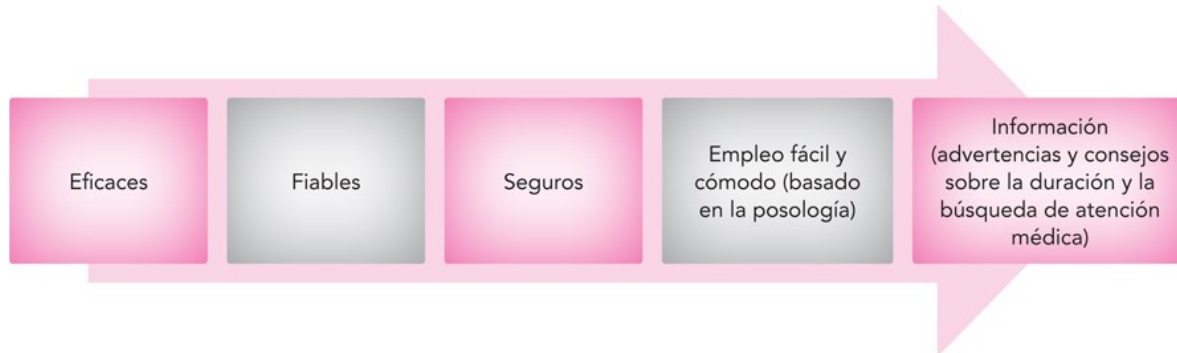 Eficaces
Fiables
Seguros
Empleo fácil y
cómodo (basado
en la posología)
Información
(advertencias y consejos
sobre la duración y la
búsqueda de atención
médica)